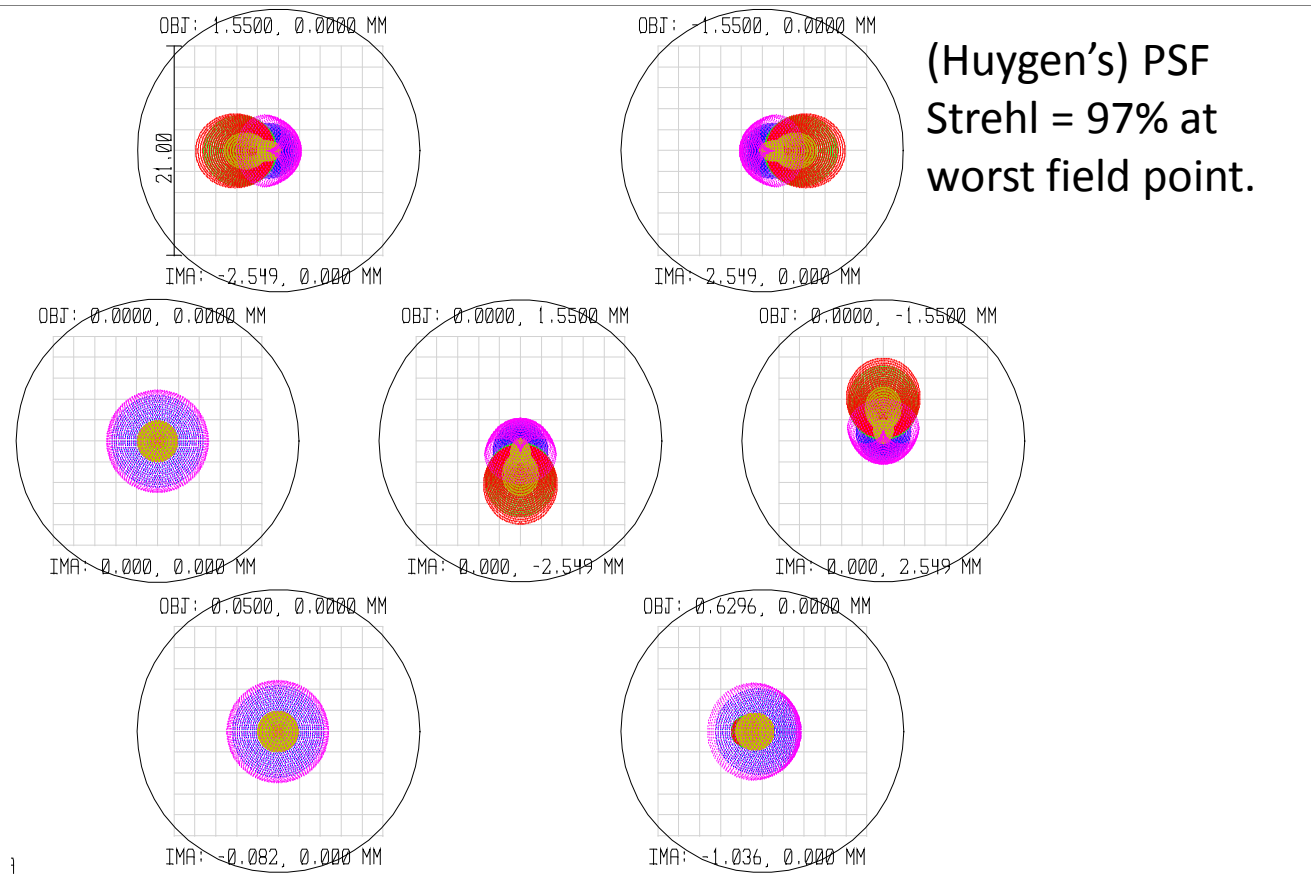 OBJ: 1.5500, 0.0000 MM
OBJ: -1.5500, 0.0000 MM
(Huygen’s) PSF
Strehl = 97% at
worst field point.
21.00
IMA: -2.549, 0.000 MM
IMA: 2.549, 0.000 MM
OBJ: 0.0000, 0.0000 MM
OBJ: 0.0000, 1.5500 MM
OBJ: 0.0000, -1.5500 MM
IMA: 0.000, 0.000 MM
IMA: 0.000, -2.549 MM
IMA: 0.000, 2.549 MM
OBJ: 0.0500, 0.0000 MM
OBJ: 0.6296, 0.0000 MM
IMA: -0.082, 0.000 MM
IMA: -1.036, 0.000 MM